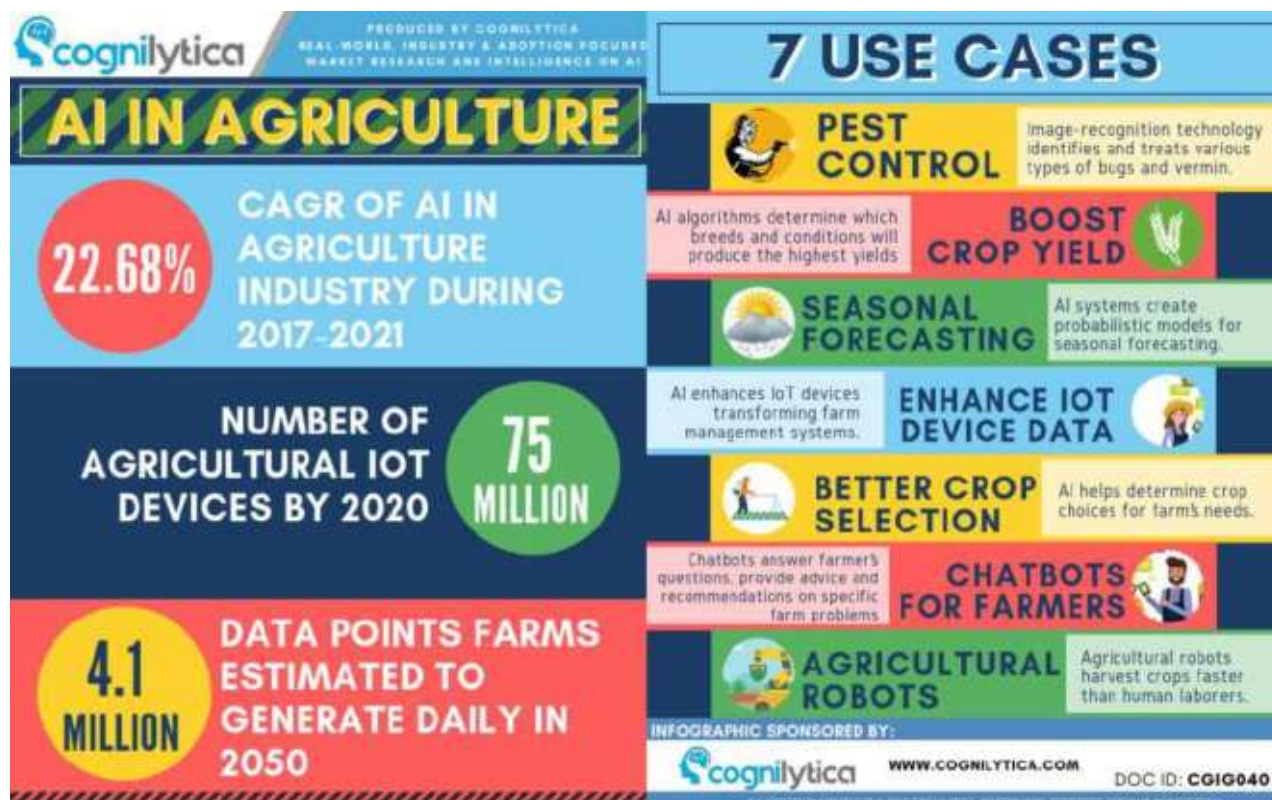 cognilytica
PRODUCED BY COGNILYTICA
REAL-WORLD, INDUSTRY & ADOPTION FOCUSED
MARKET RESEARCH AND INTELLIGENCE ON AI
AI IN AGRICULTURE
22.68%
CAGR OF AI IN
AGRICULTURE
INDUSTRY DURING
2017-2021
NUMBER OF
AGRICULTURAL IOT
DEVICES BY 2020
75
MILLION
4.1
MILLION
DATA POINTS FARMS
ESTIMATED TO
GENERATE DAILY IN
2050
7 USE CASES
PEST
CONTROL
Image-recognition technology
identifies and treats various
types of bugs and vermin.
AI algorithms determine which
breeds and conditions will
produce the highest yields
BOOST
CROP YIELD
SEASONAL
FORECASTING
AI systems create
probabilistic models for
seasonal forecasting.
AI enhances IoT devices
transforming farm
management systems.
ENHANCE IOT
DEVICE DATA
BETTER CROP
SELECTION
AI helps determine crop
choices for farm's needs.
Chatbots answer farmer's
questions, provide advice and
recommendations on specific
farm problems
CHATBOTS
FOR FARMERS
AGRICULTURAL
ROBOTS
Agricultural robots
harvest crops faster
than human laborers.
INFOGRAPHIC SPONSORED BY:
cognilytica
WWW.COGNILYTICA.COM
DOC ID: CGIG040